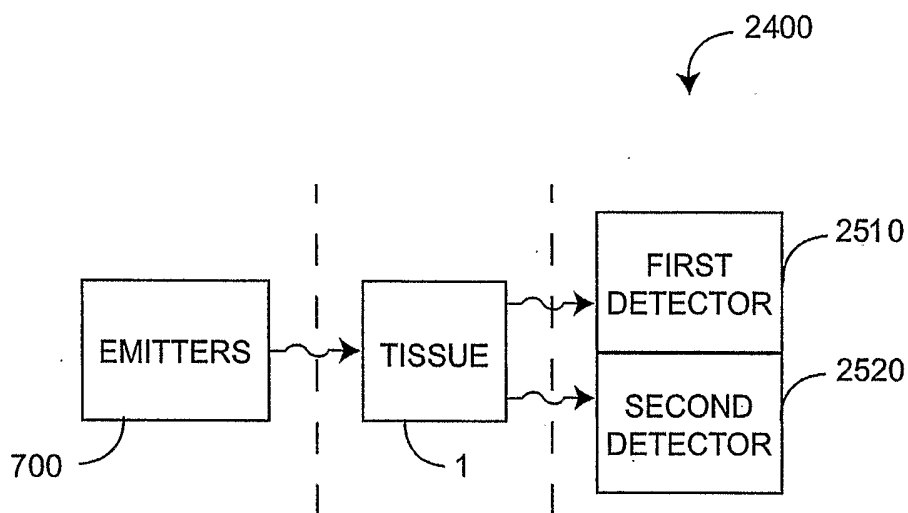 2400
2510
FIRST
DETECTOR
EMITTERS
TISSUE
2520
SECOND
DETECTOR
700
1